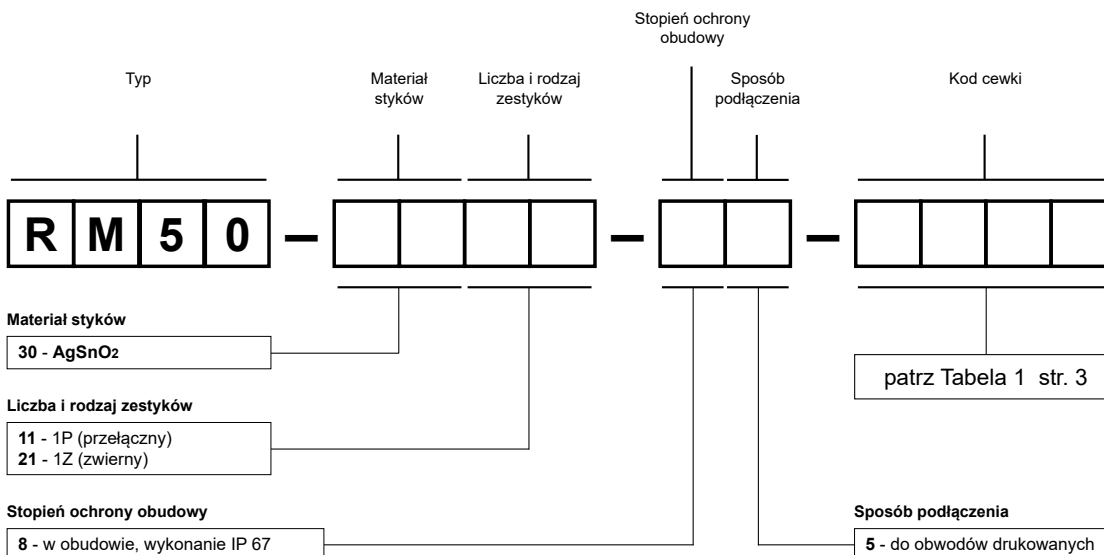 Stopień ochrony
obudowy
Typ
Materiał
styków
Liczba i rodzaj
zestyków
Sposób
podłączenia
Kod cewki
RM50 – –  –
Materiał styków
30 - AgSnO2
patrz Tabela 1 str. 3
Liczba i rodzaj zestyków
11 - 1P (przełączny)
21 - 1Z (zwierny)
Stopień ochrony obudowy
8 - w obudowie, wykonanie IP 67
Sposób podłączenia
5 - do obwodów drukowanych